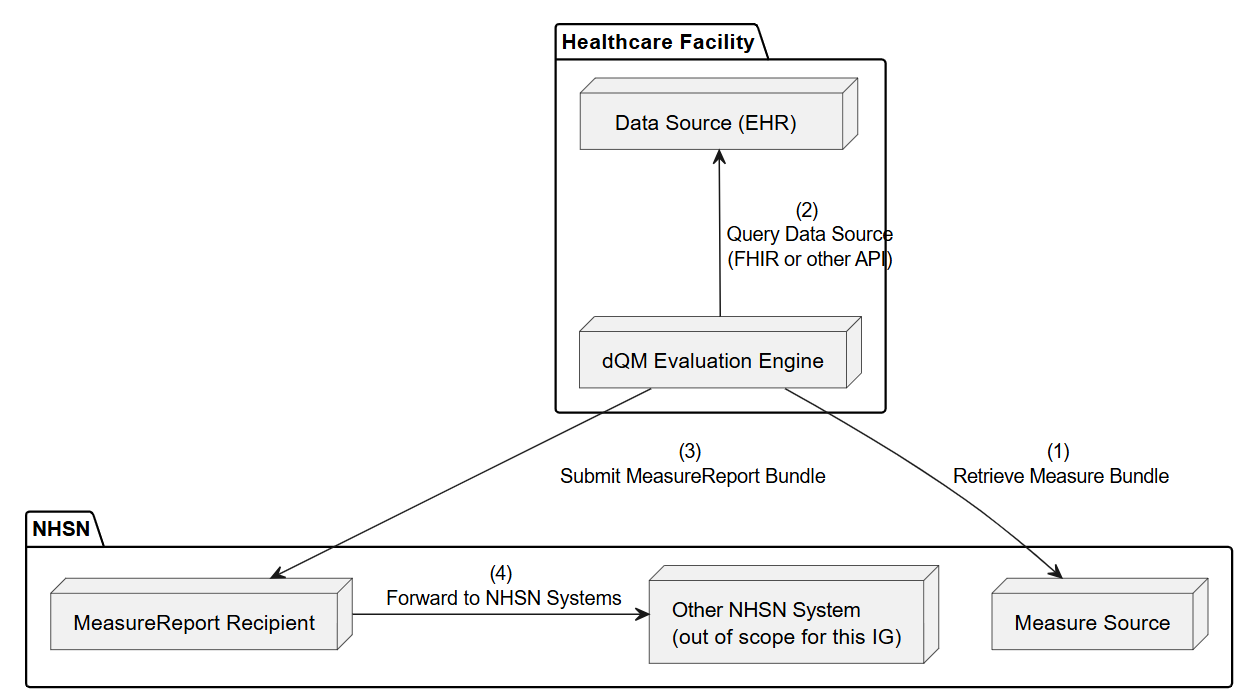 Healthcare Facility
Data Source (EHR)
(2)
Query Data Source
(FHIR or other API)
dQM Evaluation Engine
(3)
Submit MeasureReport Bundle
(1)
Retrieve Measure Bundle
NHSN
MeasureReport Recipient
(4)
Forward to NHSN Systems
Other NHSN System
(out of scope for this IG)
Measure Source